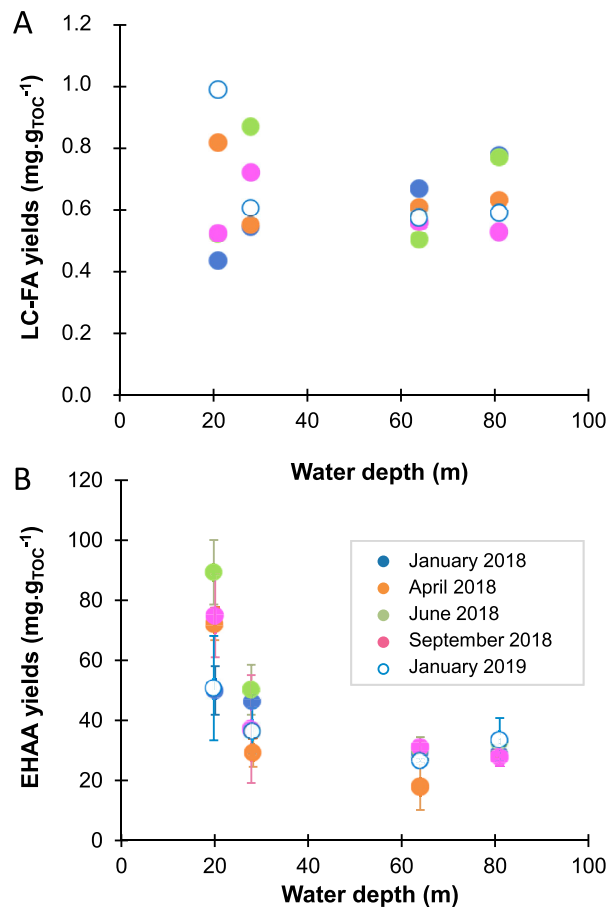 A
LC-FA yields (mg.gTOC-1)
1.2
1.0
0.8
0.6
0.4
0.2
0.0
0 20 40 60 80 100
Water depth (m)
B
EHAA yields (mg.gTOC-1)
120
100
80
60
40
20
0
January 2018
April 2018
June 2018
September 2018
January 2019
0 20 40 60 80 100
Water depth (m)